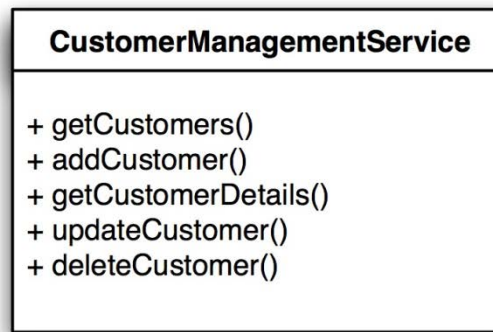 CustomerManagementService
+ getCustomers()
+ addCustomer()
+ getCustomerDetails()
+ updateCustomer()
+ deleteCustomer()